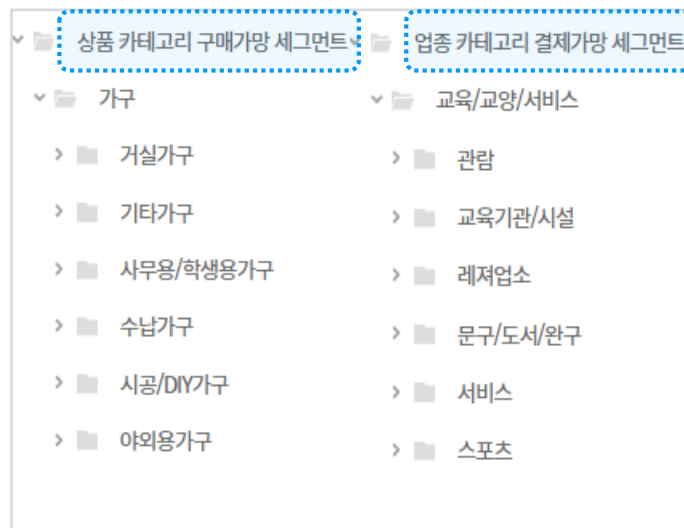 상품 카테고리 구매가망 세그먼트
가구
거실가구
기타가구
사무용/학생용가구
수납가구
시공/DIY가구
야외용가구
업종 카테고리 결제가망 세그먼트
교육/교양/서비스
관람
교육기관/시설
레져업소
문구/도서/완구
서비스
스포츠